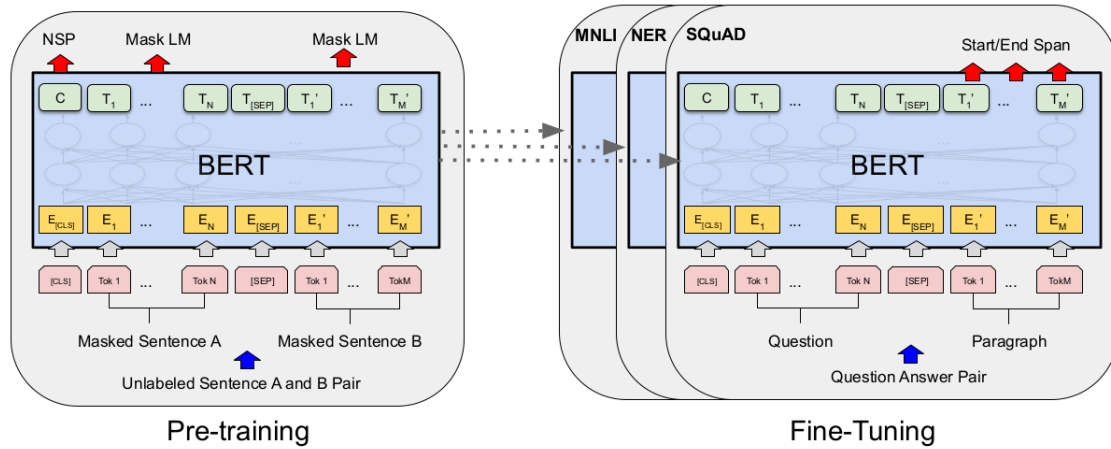 NSP Mask LM Mask LM
C T1 ... TN T[SEP] T1' ... TM'
...
BERT
...
E[CLS] E1 ... EN E[SEP] E1' ... EM'
[CLS] Tok 1 ... Tok N [SEP] Tok 1 ... TokM
Masked Sentence A Masked Sentence B
Unlabeled Sentence A and B Pair
Pre-training
MNLI NER SQuAD
Start/End Span
C T1 ... TN T[SEP] T1' ... TM'
...
BERT
...
E[CLS] E1 ... EN E[SEP] E1' ... EM'
[CLS] Tok 1 ... Tok N [SEP] Tok 1 ... TokM
Question Paragraph
Question Answer Pair
Fine-Tuning